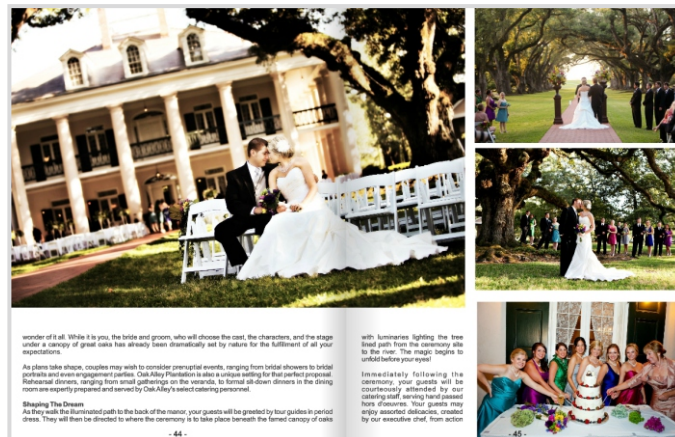 wonder of it all. While it is you, the bride and groom, who will choose the cast, the characters, and the stage
under a canopy of great oaks has already been dramatically set by nature for the fulfillment of all your
expectations.
As plans take shape, couples may wish to consider prenuptial events, ranging from bridal showers to bridal
portraits and even engagement parties. Oak Alley Plantation is also a unique setting for that perfect proposal.
Rehearsal dinners, ranging from small gatherings on the veranda, to formal sit-down dinners in the dining
room are expertly prepared and served by Oak Alley's select catering personnel.
Shaping The Dream
As they walk the illuminated path to the back of the manor, your guests will be greeted by tour guides in period
dress. They will then be directed to where the ceremony is to take place beneath the famed canopy of oaks
- 44 -
with luminaries lighting the tree
lined path from the ceremony site
to the river. The magic begins to
unfold before your eyes!
Immediately following the
ceremony, your guests will be
courteously attended by our
catering staff, serving hand passed
hors d'oeuvres. Your guests may
enjoy assorted delicacies, created
by our executive chef, from action
- 45 -